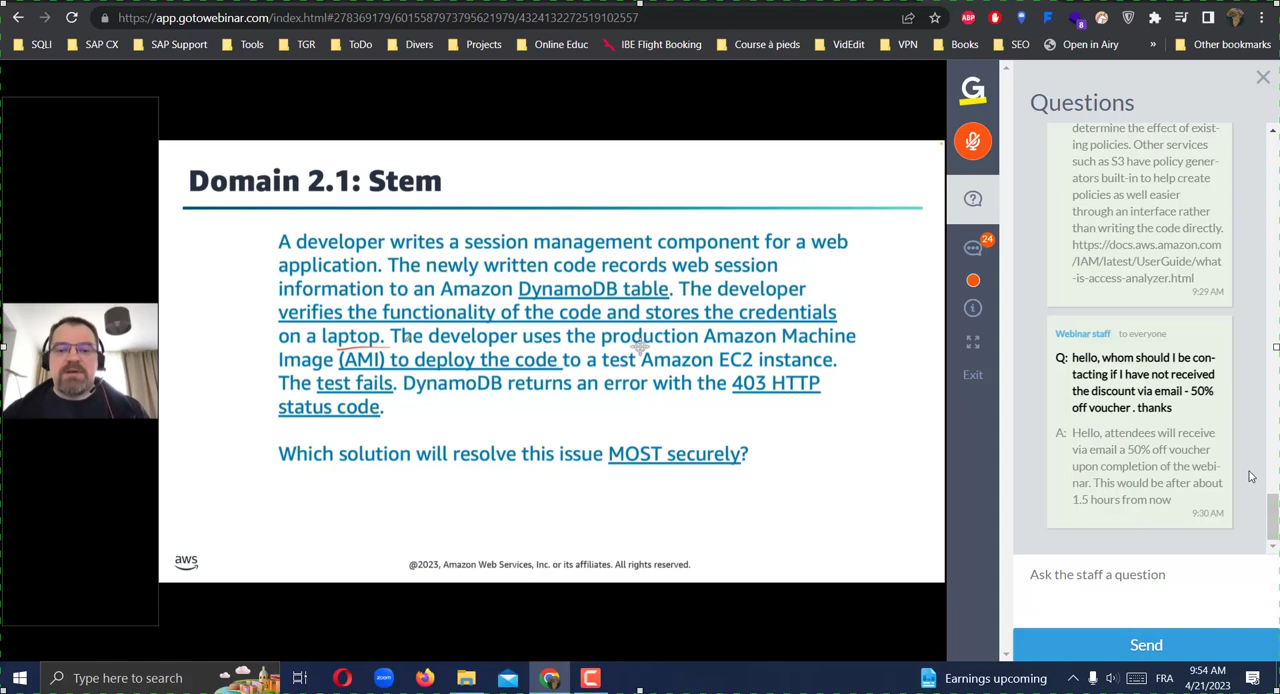 https://app.gotowebinar.com/index.html#278369179/6015587973795621979/4324132272519102557
ABP
8
SQLI
SAP CX
SAP Support
Tools
TGR
ToDo
Divers
Projects
Online Educ
IBE Flight Booking
Course à pieds
VidEdit
VPN
Books
SEO
Open in Airy
»
Other bookmarks
Domain 2.1: Stem
A developer writes a session management component for a web
application. The newly written code records web session
information to an Amazon DynamoDB table. The developer
verifies the functionality of the code and stores the credentials
on a laptop. The developer uses the production Amazon Machine
Image (AMI) to deploy the code to a test Amazon EC2 instance.
The test fails. DynamoDB returns an error with the 403 HTTP
status code.
Which solution will resolve this issue MOST securely?
aws
@2023, Amazon Web Services, Inc. or its affiliates. All rights reserved.
G
24
Exit
Questions
determine the effect of exist-
ing policies. Other services
such as S3 have policy gener-
ators built-in to help create
policies as well easier
through an interface rather
than writing the code directly.
https://docs.aws.amazon.com
/IAM/latest/UserGuide/what
-is-access-analyzer.html
9:29 AM
Webinar staff to everyone
Q: hello, whom should I be con-
tacting if I have not received
the discount via email - 50%
off voucher . thanks
A: Hello, attendees will receive
via email a 50% off voucher
upon completion of the webi-
nar. This would be after about
1.5 hours from now
9:30 AM
Ask the staff a question
Send
Type here to search
zoom
Earnings upcoming
FRA
9:54 AM
4/21/2023